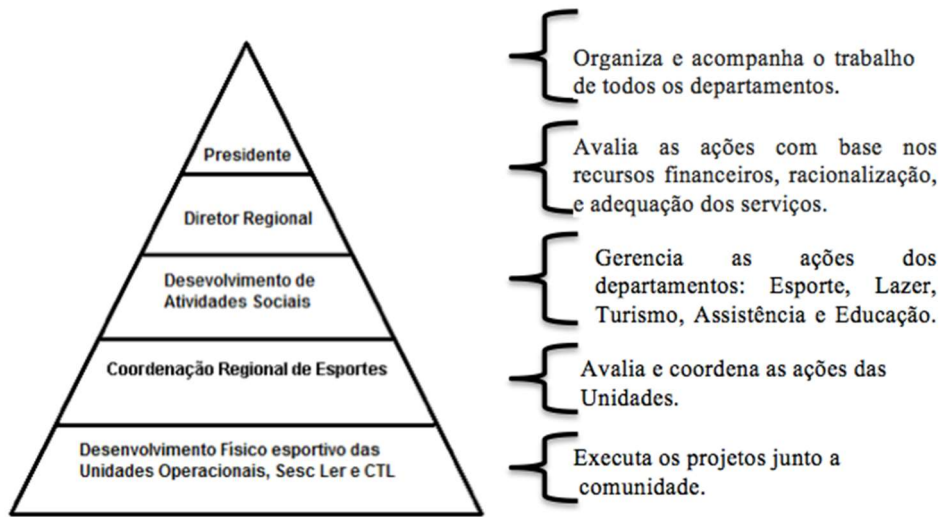 Presidente
Organiza e acompanha o trabalho
de todos os departamentos.
Diretor Regional
Avalia as ações com base nos
recursos financeiros, racionalização,
e adequação dos serviços.
Desevolvimento de
Atividades Sociais
Gerencia as ações dos
departamentos: Esporte, Lazer,
Turismo, Assistência e Educação.
Coordenação Regional de Esportes
Avalia e coordena as ações das
Unidades.
Desenvolvimento Físico esportivo das
Unidades Operacionais, Sesc Ler e CTL
Executa os projetos junto a
comunidade.